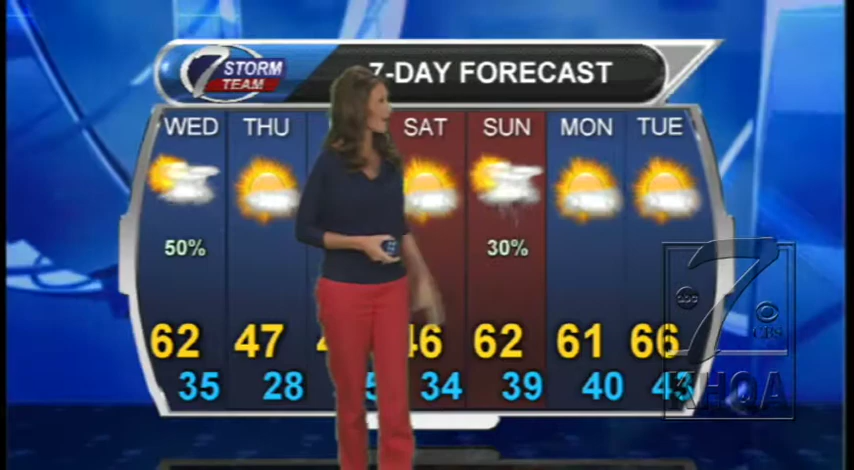 7 STORM TEAM
7-DAY FORECAST
WED THU SAT SUN MON TUE
50% 30%
62 47 46 62 61 66
35 28 34 39 40 43
7
abc CBS
KHQA